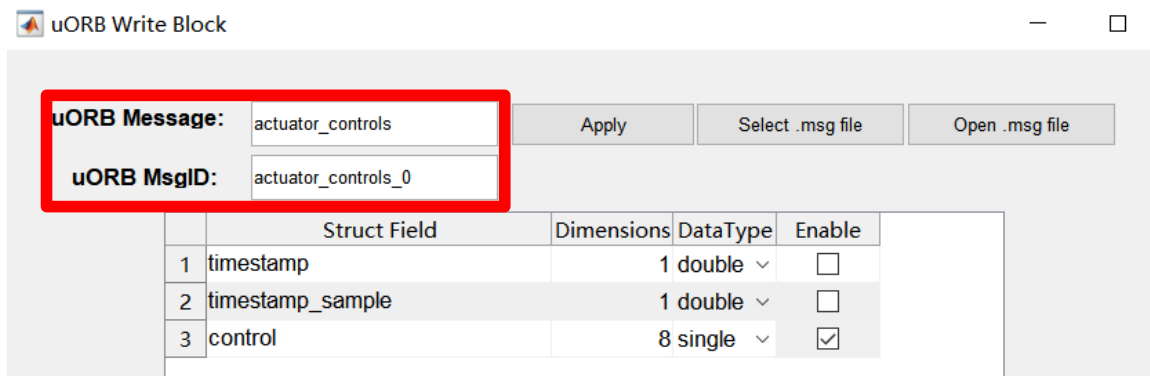 uORB Write Block
uORB Message: actuator_controls Apply Select .msg file Open .msg file
uORB MsgID: actuator_controls_0
Struct Field Dimensions DataType Enable
1 timestamp 1 double
2 timestamp_sample 1 double
3 control 8 single